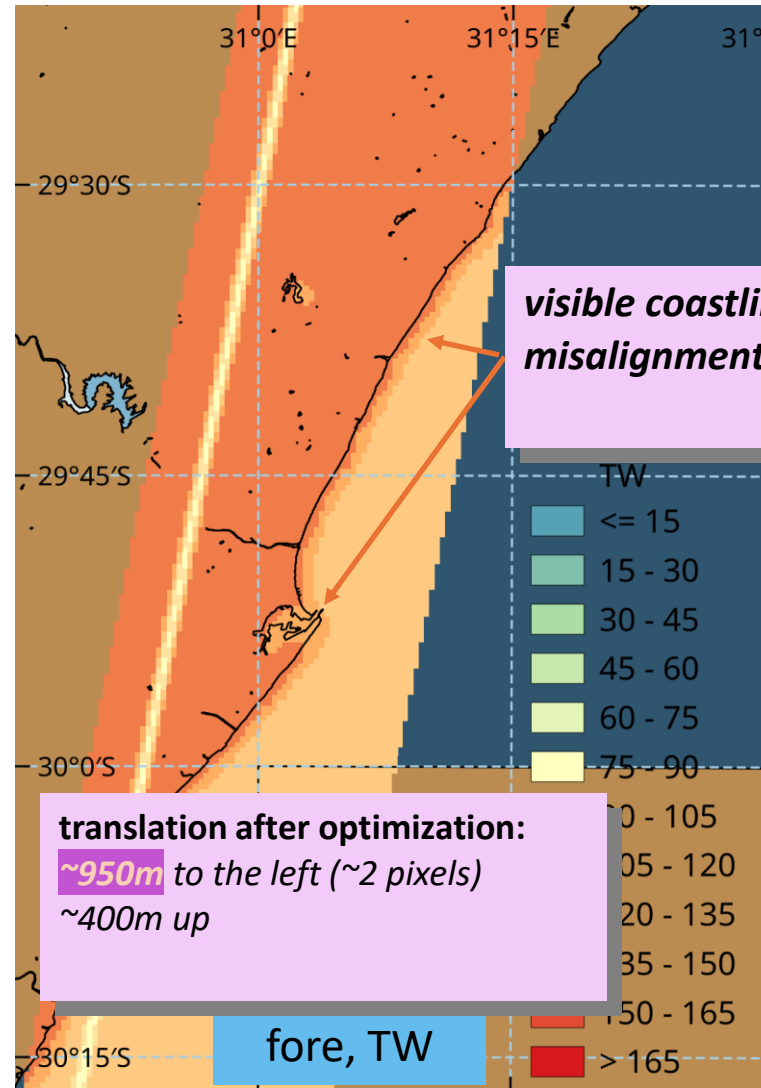 31°0′E 31°15′E 31°
29°30′S
visible coastli
misalignment
29°45′S
TW
<= 15
15 - 30
30 - 45
45 - 60
60 - 75
30°0′S
75 - 90
translation after optimization:
~950m to the left (~2 pixels)
~400m up
0 - 105
05 - 120
20 - 135
35 - 150
150 - 165
> 165
fore, TW
30°15′S